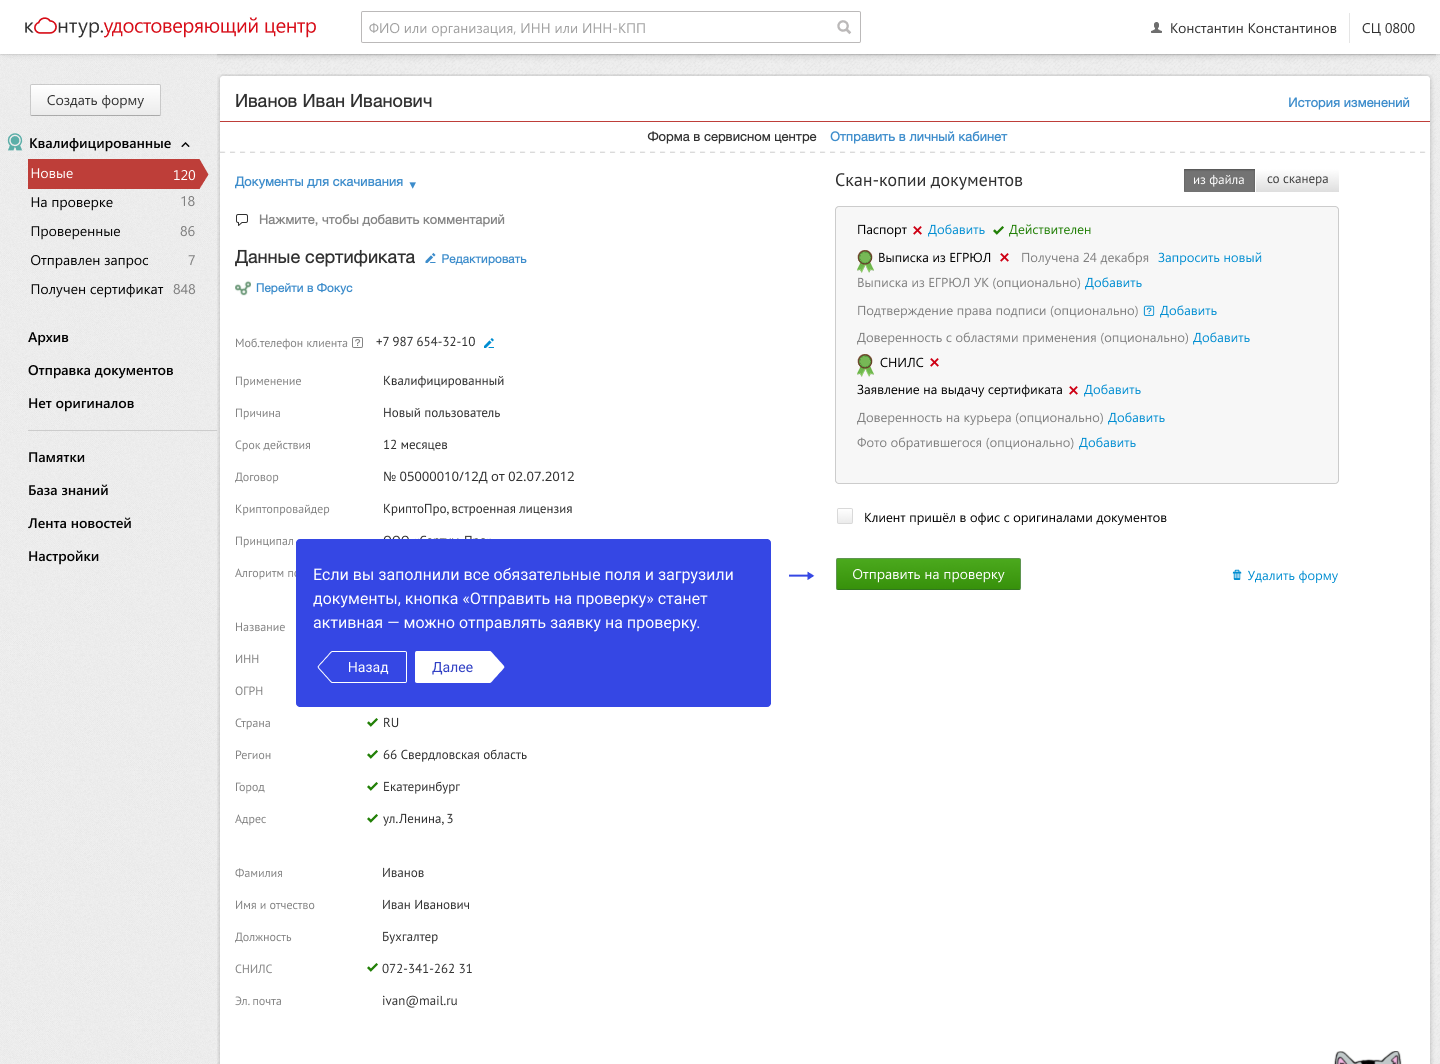 контур.удостоверяющий центр
ФИО или организация, ИНН или ИНН-КПП
Константин Константинов
СЦ 0800
Создать форму
Квалифицированные
Новые 120
На проверке 18
Проверенные 86
Отправлен запрос 7
Получен сертификат 848
Архив
Отправка документов
Нет оригиналов
Памятки
База знаний
Лента новостей
Настройки
Иванов Иван Иванович
История изменений
Форма в сервисном центре Отправить в личный кабинет
Документы для скачивания
Нажмите, чтобы добавить комментарий
Данные сертификата Редактировать
Перейти в Фокус
Моб.телефон клиента ? +7 987 654-32-10
Применение Квалифицированный
Причина Новый пользователь
Срок действия 12 месяцев
Договор № 05000010/12Д от 02.07.2012
Криптопровайдер КриптоПро, встроенная лицензия
Принципал
Алгоритм
Название
ИНН
ОГРН
Страна RU
Регион 66 Свердловская область
Город Екатеринбург
Адрес ул.Ленина, 3
Фамилия Иванов
Имя и отчество Иван Иванович
Должность Бухгалтер
СНИЛС 072-341-262 31
Эл. почта ivan@mail.ru
Если вы заполнили все обязательные поля и загрузили
документы, кнопка «Отправить на проверку» станет
активная — можно отправлять заявку на проверку.
Назад Далее
Скан-копии документов
из файла со сканера
Паспорт Добавить Действителен
Выписка из ЕГРЮЛ Получена 24 декабря Запросить новый
Выписка из ЕГРЮЛ УК (опционально) Добавить
Подтверждение права подписи (опционально) ? Добавить
Доверенность с областями применения (опционально) Добавить
СНИЛС
Заявление на выдачу сертификата Добавить
Доверенность на курьера (опционально) Добавить
Фото обратившегося (опционально) Добавить
Клиент пришёл в офис с оригиналами документов
Отправить на проверку
Удалить форму